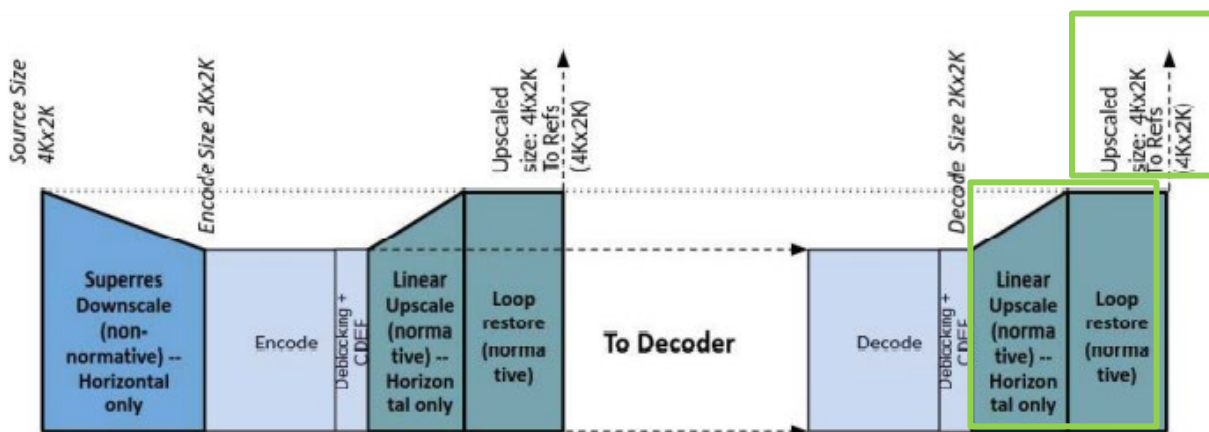 Source Size
4Kx2K
Encode Size 2Kx2K
Upscaled
size: 4Kx2K
To Refs
(4Kx2K)
Decode Size 2Kx2K
Upscaled
size: 4Kx2K
To Refs
(4Kx2K)
Superres
Downscale
(non-
normative) --
Horizontal
only
Encode
Deblocking +
CDEF
Linear
Upscale
(norma
tive) --
Horizon
tal only
Loop
restore
(norma
tive)
To Decoder
Decode
Deblocking +
CDEF
Linear
Upscale
(norma
tive) --
Horizon
tal only
Loop
restore
(norma
tive)